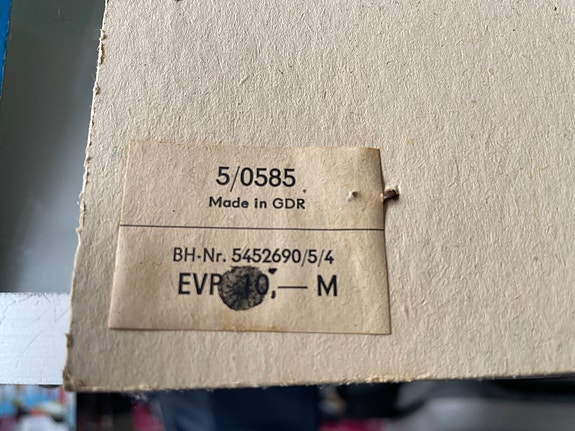 5/0585
Made in GDR
BH-Nr. 5452690/5/4
EVP 10,— M